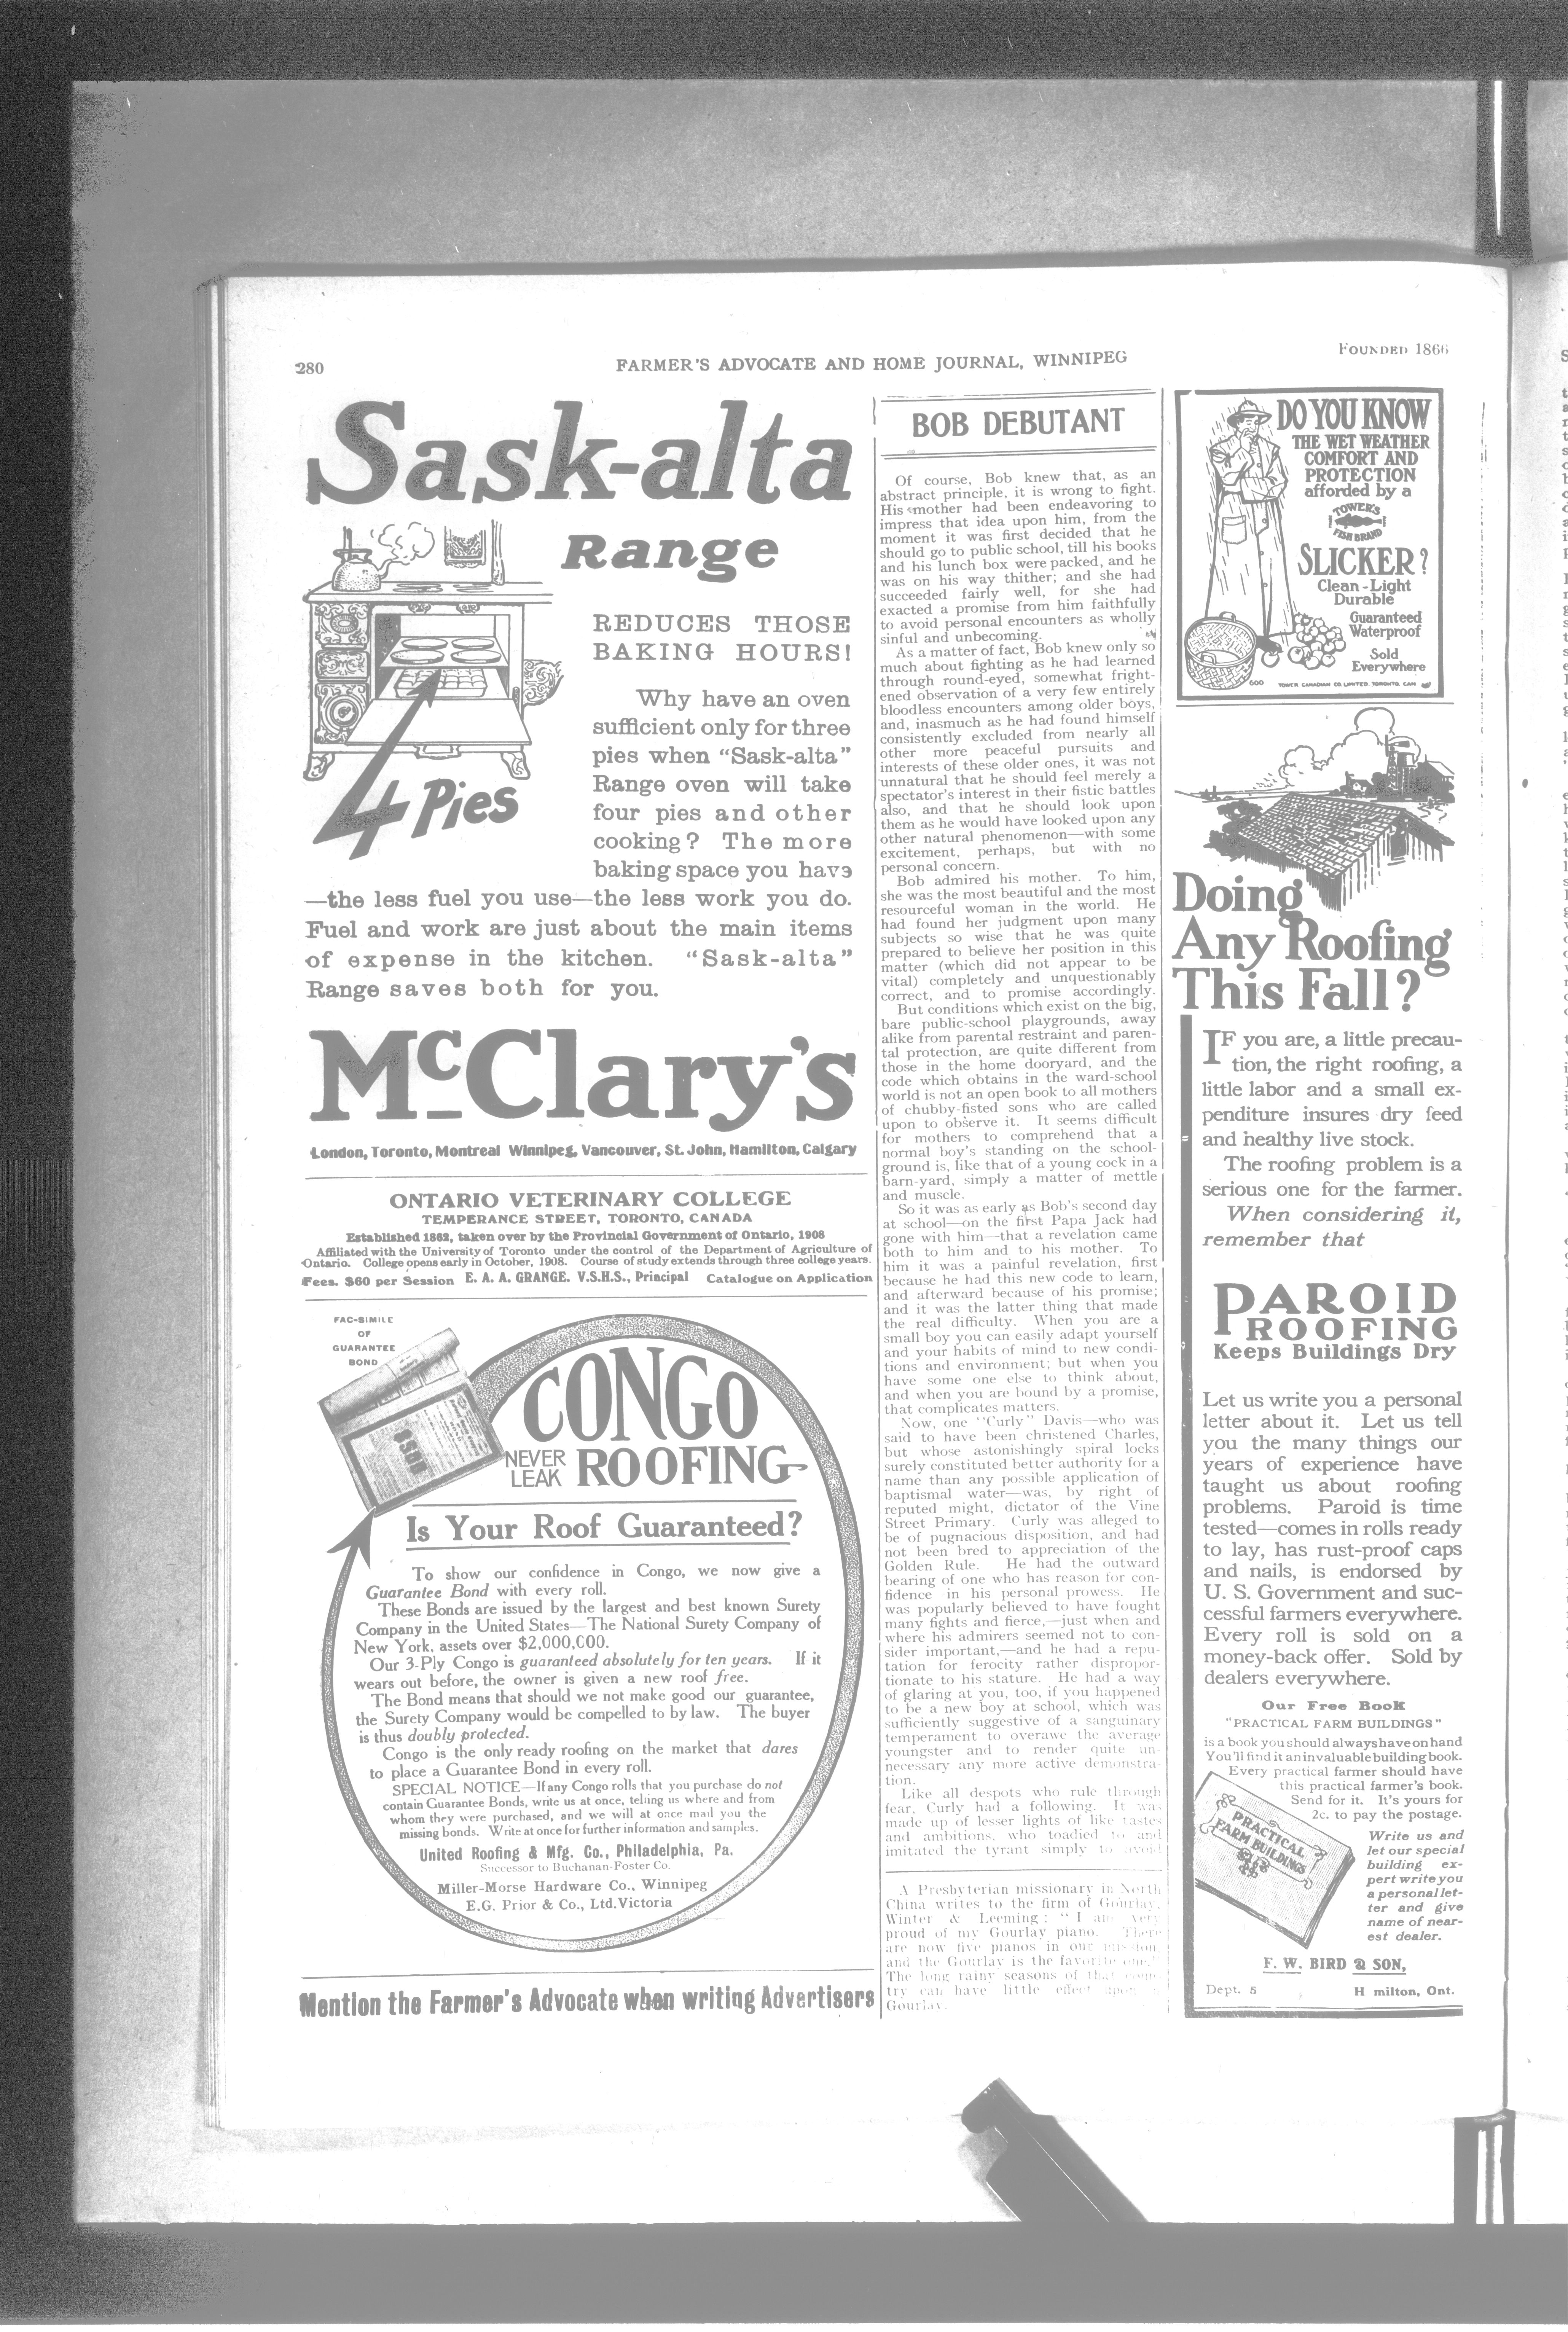 280
FARMER'S ADVOCATE AND HOME JOURNAL, WINNIPEG
FOUNDED 1866
Sask-alta
Range
REDUCES THOSE
BAKING HOURS!
4 Pies
Why have an oven
sufficient only for three
pies when "Sask-alta"
Range oven will take
four pies and other
cooking? The more
baking space you have
—the less fuel you use—the less work you do.
Fuel and work are just about the main items
of expense in the kitchen. "Sask-alta"
Range saves both for you.
McClary's
London, Toronto, Montreal Winnipeg, Vancouver, St. John, Hamilton, Calgary
ONTARIO VETERINARY COLLEGE
TEMPERANCE STREET, TORONTO, CANADA
Established 1862, taken over by the Provincial Government of Ontario, 1908
Affiliated with the University of Toronto under the control of the Department of Agriculture of
Ontario. College opens early in October, 1908. Course of study extends through three college years.
Fees. $60 per Session E. A. A. GRANGE. V.S.H.S., Principal Catalogue on Application
FAC-SIMILE
OF
GUARANTEE
BOND
$500
CONGO
NEVER
LEAK ROOFING
Is Your Roof Guaranteed?
To show our confidence in Congo, we now give a
Guarantee Bond with every roll.
These Bonds are issued by the largest and best known Surety
Company in the United States—The National Surety Company of
New York, assets over $2,000,000.
Our 3-Ply Congo is guaranteed absolutely for ten years. If it
wears out before, the owner is given a new roof free.
The Bond means that should we not make good our guarantee,
the Surety Company would be compelled to by law. The buyer
is thus doubly protected.
Congo is the only ready roofing on the market that dares
to place a Guarantee Bond in every roll.
SPECIAL NOTICE—If any Congo rolls that you purchase do not
contain Guarantee Bonds, write us at once, telling us where and from
whom they were purchased, and we will at once mail you the
missing bonds. Write at once for further information and samples.
United Roofing & Mfg. Co., Philadelphia, Pa.
Successor to Buchanan-Foster Co.
Miller-Morse Hardware Co., Winnipeg
E.G. Prior & Co., Ltd. Victoria
Mention the Farmer's Advocate when writing Advertisers
BOB DEBUTANT
Of course, Bob knew that, as an
abstract principle, it is wrong to fight.
His mother had been endeavoring to
impress that idea upon him, from the
moment it was first decided that he
should go to public school, till his books
and his lunch box were packed, and he
was on his way thither; and she had
succeeded fairly well, for she had
exacted a promise from him faithfully
to avoid personal encounters as wholly
sinful and unbecoming.
As a matter of fact, Bob knew only so
much about fighting as he had learned
through round-eyed, somewhat fright-
ened observation of a very few entirely
bloodless encounters among older boys,
and, inasmuch as he had found himself
consistently excluded from nearly all
other more peaceful pursuits and
interests of these older ones, it was not
unnatural that he should feel merely a
spectator's interest in their fistic battles
also, and that he should look upon
them as he would have looked upon any
other natural phenomenon—with some
excitement, perhaps, but with no
personal concern.
Bob admired his mother. To him,
she was the most beautiful and the most
resourceful woman in the world. He
had found her judgment upon many
subjects so wise that he was quite
prepared to believe her position in this
matter (which did not appear to be
vital) completely and unquestionably
correct, and to promise accordingly.
But conditions which exist on the big,
bare public-school playgrounds, away
alike from parental restraint and paren-
tal protection, are quite different from
those in the home dooryard, and the
code which obtains in the ward-school
world is not an open book to all mothers
of chubby-fisted sons who are called
upon to observe it. It seems difficult
for mothers to comprehend that a
normal boy's standing on the school-
ground is, like that of a young cock in a
barn-yard, simply a matter of mettle
and muscle.
So it was as early as Bob's second day
at school—on the first Papa Jack had
gone with him—that a revelation came
both to him and to his mother. To
him it was a painful revelation, first
because he had this new code to learn,
and afterward because of his promise;
and it was the latter thing that made
the real difficulty. When you are a
small boy you can easily adapt yourself
and your habits of mind to new condi-
tions and environment; but when you
have some one else to think about,
and when you are bound by a promise,
that complicates matters.
Now, one "Curly" Davis—who was
said to have been christened Charles,
but whose astonishingly spiral locks
surely constituted better authority for a
name than any possible application of
baptismal water—was, by right of
reputed might, dictator of the Vine
Street Primary. Curly was alleged to
be of pugnacious disposition, and had
not been bred to appreciation of the
Golden Rule. He had the outward
bearing of one who has reason for con-
fidence in his personal prowess. He
was popularly believed to have fought
many fights and fierce,—just when and
where his admirers seemed not to con-
sider important,—and he had a repu-
tation for ferocity rather dispropor-
tionate to his stature. He had a way
of glaring at you, too, if you happened
to be a new boy at school, which was
sufficiently suggestive of a sanguinary
temperament to overawe the average
youngster and to render quite un-
necessary any more active demonstra-
tion.
Like all despots who rule through
fear, Curly had a following. It was
made up of lesser lights of like tastes
and ambitions, who toadied to and
imitated the tyrant simply to avoid
A Presbyterian missionary in North
China writes to the firm of Gourlay,
Winter & Leeming: "I am very
proud of my Gourlay piano. There
are now five pianos in our mission,
and the Gourlay is the favorite one."
The long rainy seasons of that coun-
try can have little effect upon a
Gourlay.
DO YOU KNOW
THE WET WEATHER
COMFORT AND
PROTECTION
afforded by a
TOWER'S
FISH BRAND
SLICKER?
Clean-Light
Durable
Guaranteed
Waterproof
Sold
Everywhere
600 TOWER CANADIAN CO. LIMITED. TORONTO. CAN.
Doing
Any Roofing
This Fall?
IF you are, a little precau-
tion, the right roofing, a
little labor and a small ex-
penditure insures dry feed
and healthy live stock.
The roofing problem is a
serious one for the farmer.
When considering it,
remember that
PAROID
ROOFING
Keeps Buildings Dry
Let us write you a personal
letter about it. Let us tell
you the many things our
years of experience have
taught us about roofing
problems. Paroid is time
tested—comes in rolls ready
to lay, has rust-proof caps
and nails, is endorsed by
U. S. Government and suc-
cessful farmers everywhere.
Every roll is sold on a
money-back offer. Sold by
dealers everywhere.
Our Free Book
"PRACTICAL FARM BUILDINGS"
is a book you should always have on hand
You'll find it an invaluable building book.
Every practical farmer should have
this practical farmer's book.
Send for it. It's yours for
2c. to pay the postage.
PRACTICAL
FARM BUILDINGS
Write us and
let our special
building ex-
pert write you
a personal let-
ter and give
name of near-
est dealer.
F. W. BIRD & SON,
Dept. 5 H milton, Ont.